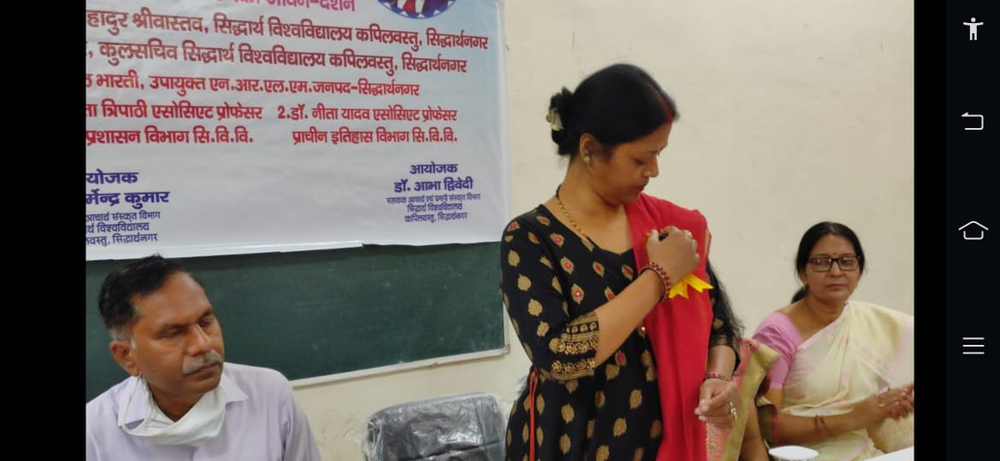 जीवन-दर्शन
हादुर श्रीवास्तव, सिद्धार्थ विश्वविद्यालय कपिलवस्तु, सिद्धार्थनगर
, कुलसचिव सिद्धार्थ विश्वविद्यालय कपिलवस्तु, सिद्धार्थनगर
भारती, उपायुक्त एन.आर.एल.एम.जनपद-सिद्धार्थनगर
ता त्रिपाठी एसोसिएट प्रोफेसर 2.डॉ. नीता यादव एसोसिएट प्रोफेसर
प्रशासन विभाग सि.वि.वि. प्राचीन इतिहास विभाग सि.वि.वि.
योजक
र्मेन्द्र कुमार
आचार्य संस्कृत विभाग
र्थ विश्वविद्यालय
लवस्तु, सिद्धार्थनगर
आयोजक
डॉ. आभा द्विवेदी
सहायक आचार्य एवं प्रभारी संस्कृत विभाग
सिद्धार्थ विश्वविद्यालय
कपिलवस्तु, सिद्धार्थनगर